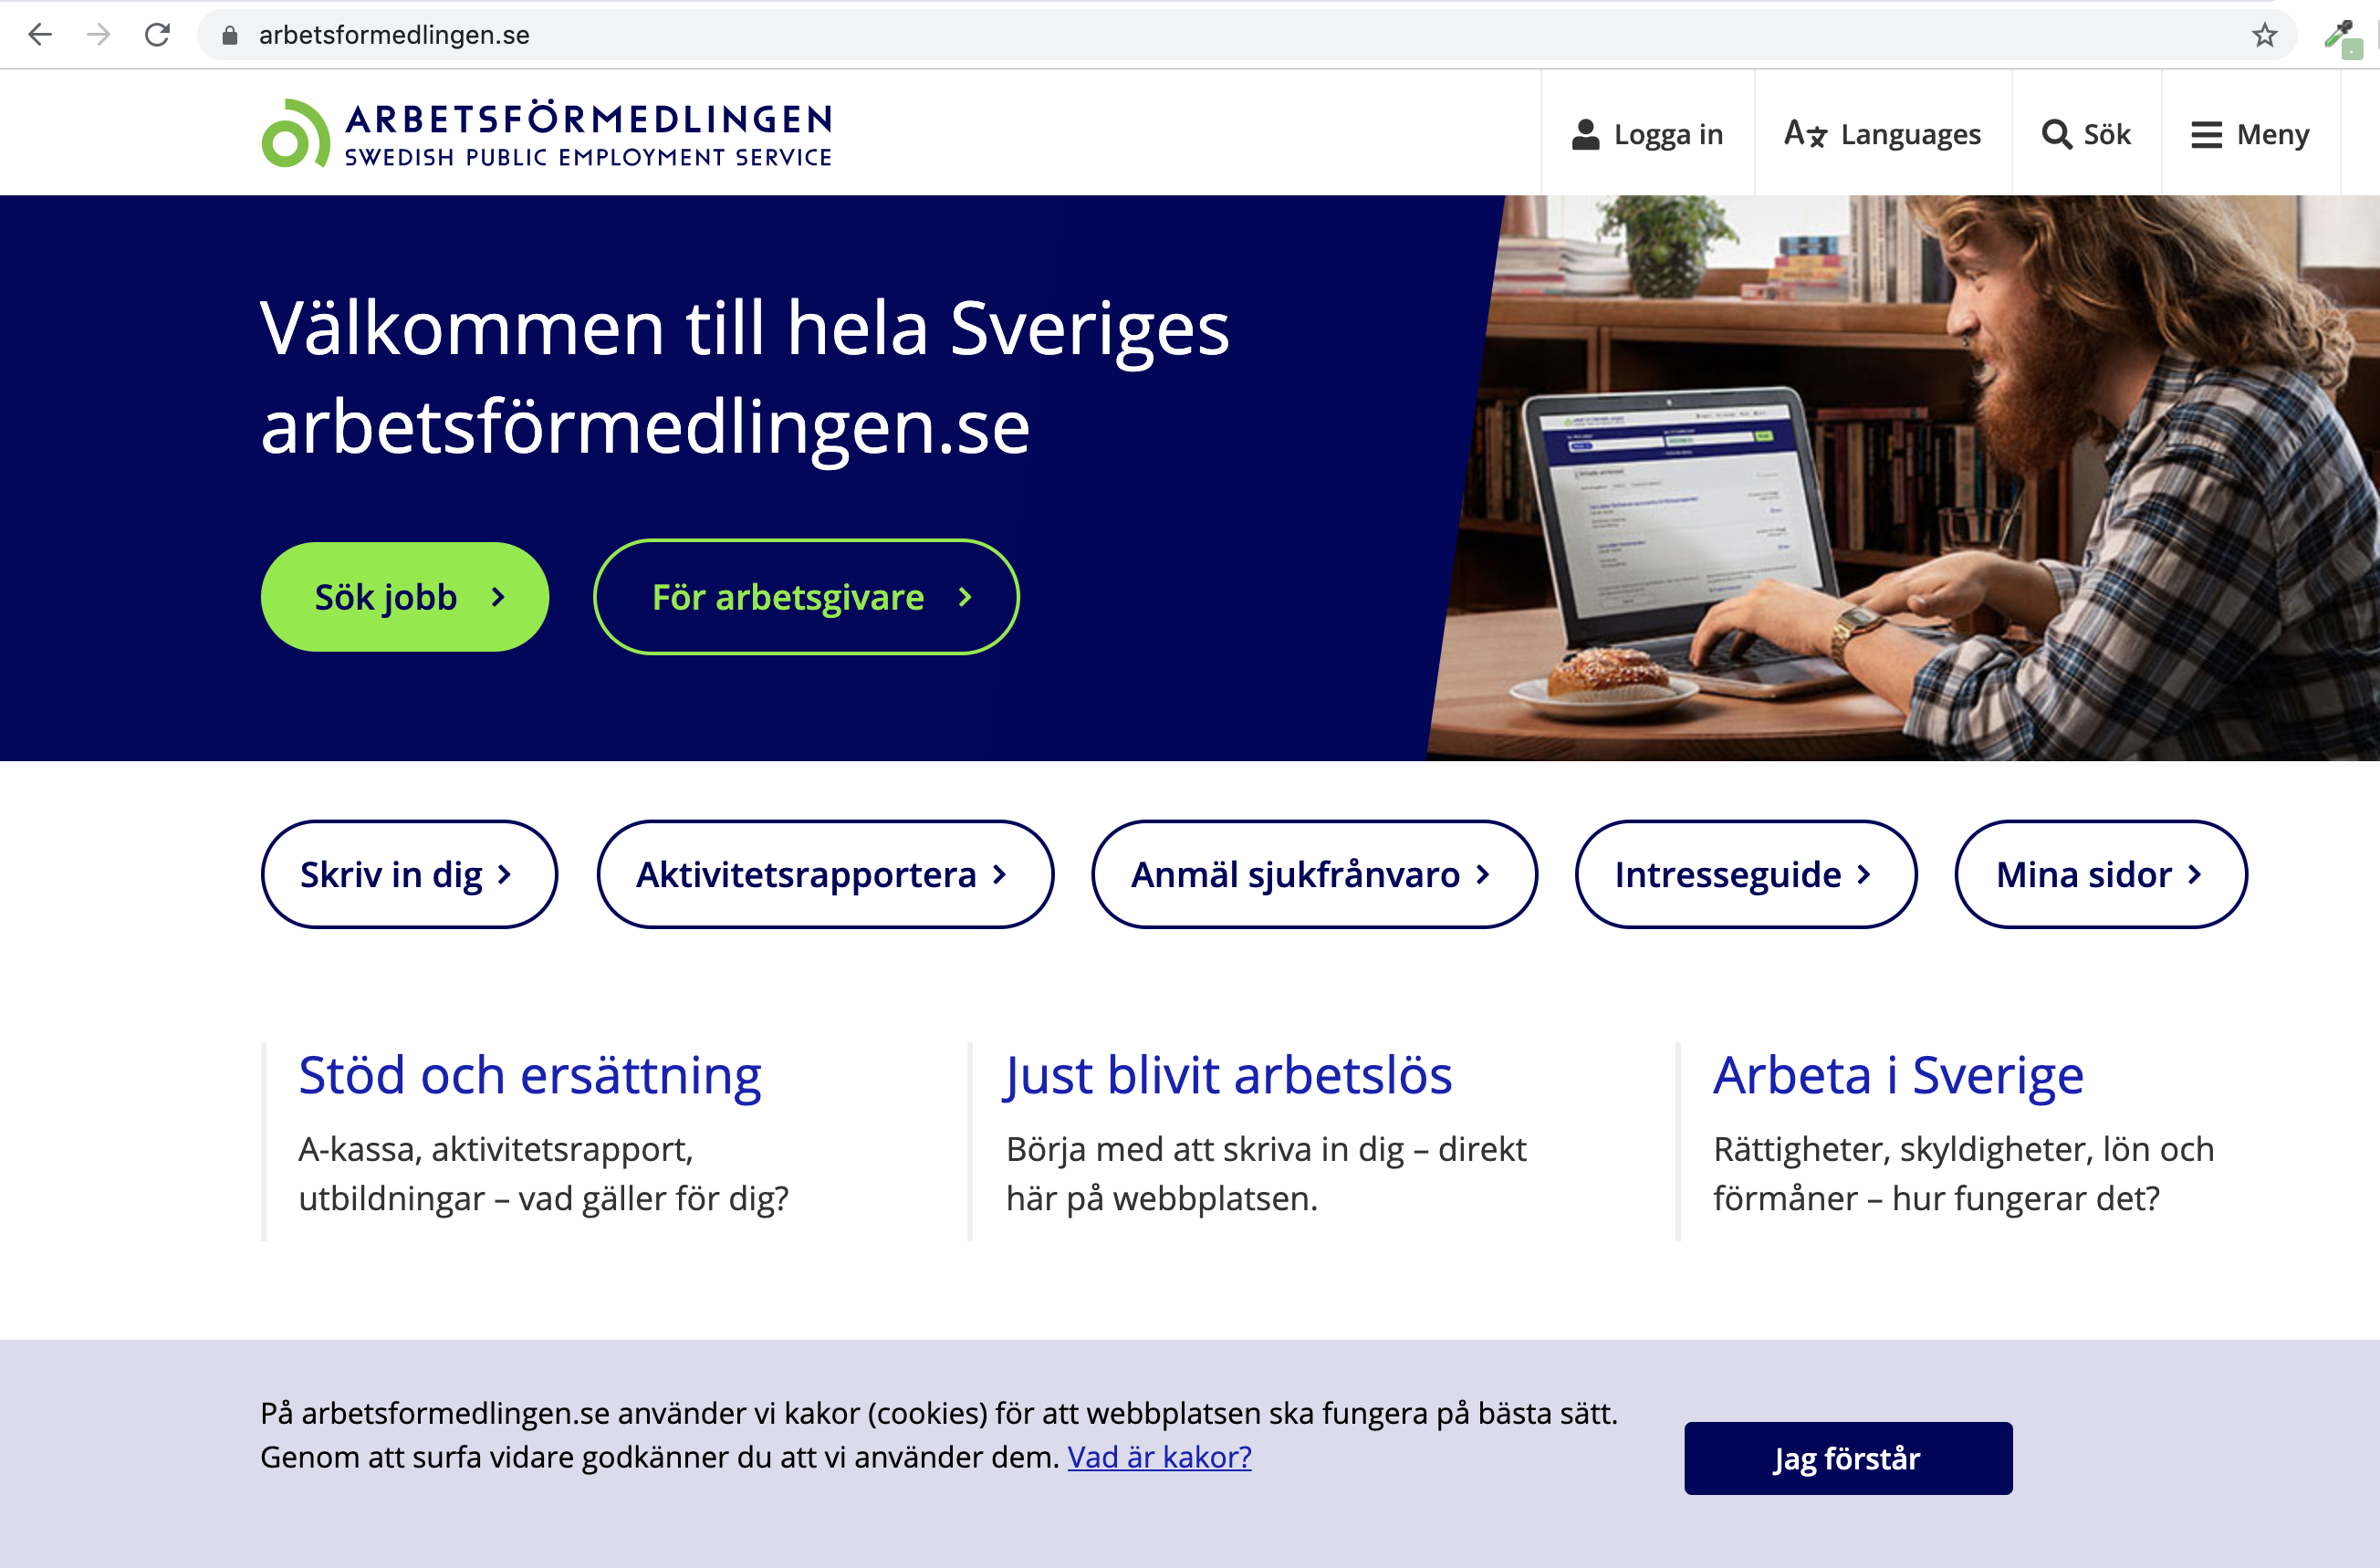 arbetsformedlingen.se
ARBETSFÖRMEDLINGEN
SWEDISH PUBLIC EMPLOYMENT SERVICE
Logga in
Languages
Sök
Meny
Välkommen till hela Sveriges
arbetsförmedlingen.se
Sök jobb
För arbetsgivare
Skriv in dig
Aktivitetsrapportera
Anmäl sjukfrånvaro
Intresseguide
Mina sidor
Stöd och ersättning
A-kassa, aktivitetsrapport,
utbildningar – vad gäller för dig?
Just blivit arbetslös
Börja med att skriva in dig – direkt
här på webbplatsen.
Arbeta i Sverige
Rättigheter, skyldigheter, lön och
förmåner – hur fungerar det?
På arbetsformedlingen.se använder vi kakor (cookies) för att webbplatsen ska fungera på bästa sätt.
Genom att surfa vidare godkänner du att vi använder dem. Vad är kakor?
Jag förstår